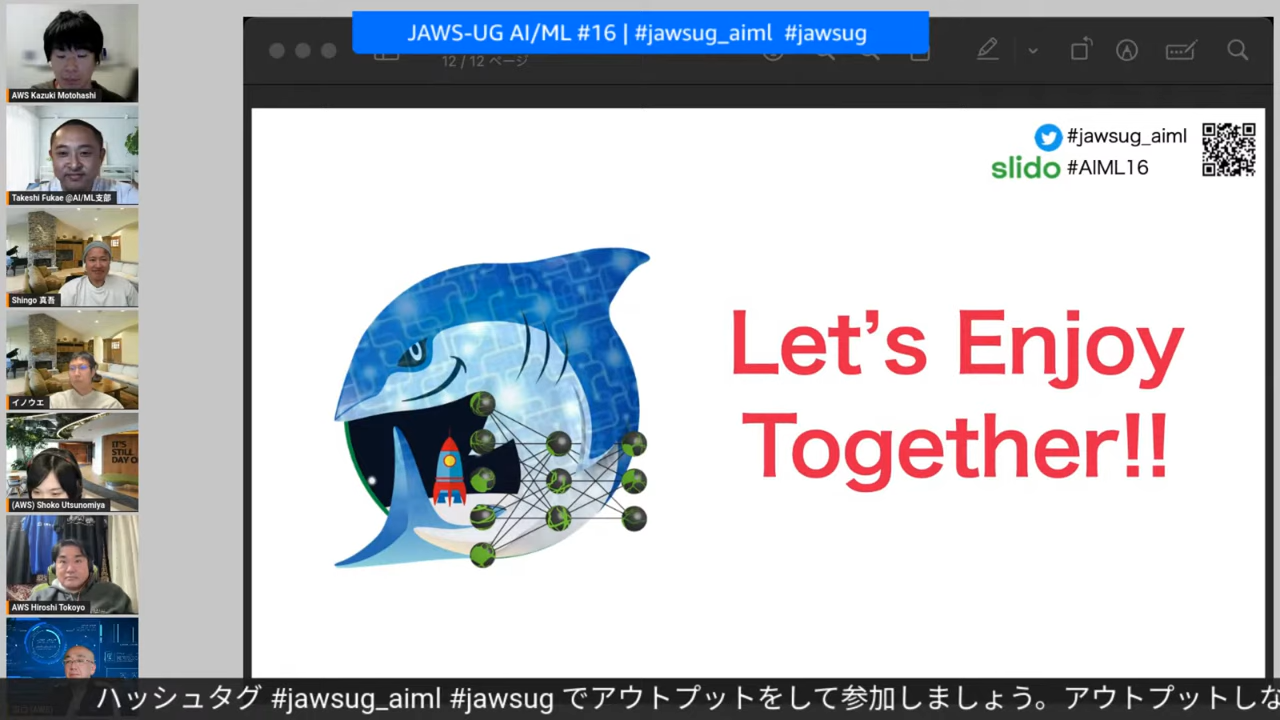 JAWS-UG AI/ML #16 | #jawsug_aiml #jawsug
12 / 12 ページ
#jawsug_aiml
slido #AIML16
Let's Enjoy
Together!!
AWS Kazuki Motohashi
Takeshi Fukae @AI/ML支部
Shingo 真吾
イノウエ
IT'S
STILL
DAY O
(AWS) Shoko Utsunomiya
AWS Hiroshi Tokoyo
ハッシュタグ #jawsug_aiml #jawsug でアウトプットをして参加しましょう。アウトプットしな